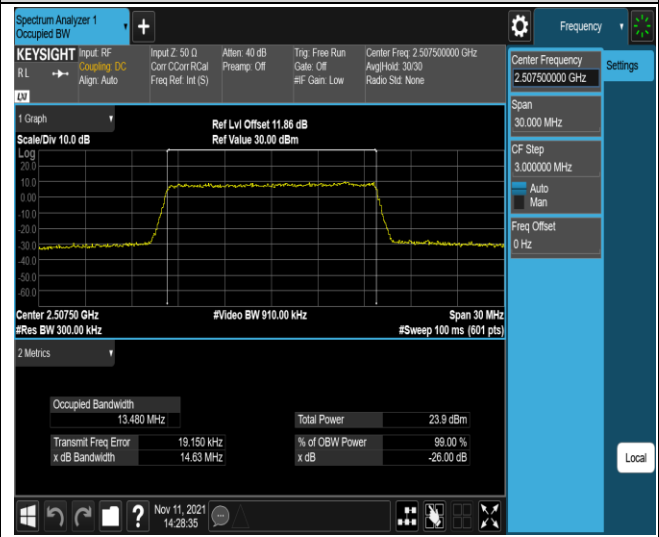 Spectrum Analyzer 1
Occupied BW
+
Frequency
KEYSIGHT
R L
LXI
Input: RF
Coupling: DC
Align: Auto
Input Z: 50 Ω
Corr CCorr RCal
Freq Ref: Int (S)
Atten: 40 dB
Preamp: Off
Trig: Free Run
Gate: Off
#IF Gain: Low
Center Freq: 2.507500000 GHz
Avg|Hold: 30/30
Radio Std: None
Center Frequency
2.507500000 GHz
Settings
Span
30.000 MHz
CF Step
3.000000 MHz
Auto
Man
Freq Offset
0 Hz
1 Graph
Scale/Div 10.0 dB
Ref Lvl Offset 11.86 dB
Ref Value 30.00 dBm
Log
20.0
10.0
0.00
-10.0
-20.0
-30.0
-40.0
-50.0
-60.0
Center 2.50750 GHz
#Video BW 910.00 kHz
Span 30 MHz
#Res BW 300.00 kHz
#Sweep 100 ms (601 pts)
2 Metrics
Occupied Bandwidth
13.480 MHz
Total Power 23.9 dBm
Transmit Freq Error 19.150 kHz
% of OBW Power 99.00 %
x dB Bandwidth 14.63 MHz
x dB -26.00 dB
Local
?
Nov 11, 2021
14:28:35